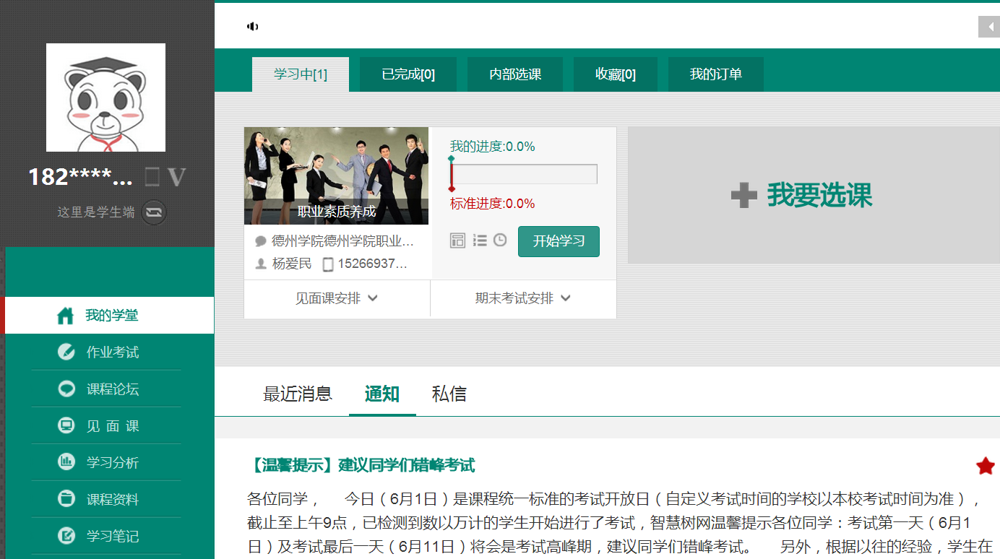 182****...
V
这里是学生端
我的学堂
作业考试
课程论坛
见 面 课
学习分析
课程资料
学习笔记
学习中[1]
已完成[0]
内部选课
收藏[0]
我的订单
职业素质养成
德州学院德州学院职业...
杨爱民 15266937...
我的进度:0.0%
标准进度:0.0%
开始学习
见面课安排
期末考试安排
我要选课
最近消息
通知
私信
【温馨提示】建议同学们错峰考试
各位同学， 今日（6月1日）是课程统一标准的考试开放日（自定义考试时间的学校以本校考试时间为准），
截止至上午9点，已检测到数以万计的学生开始进行了考试，智慧树网温馨提示各位同学：考试第一天（6月1
日）及考试最后一天（6月11日）将会是考试高峰期，建议同学们错峰考试。 另外，根据以往的经验，学生在